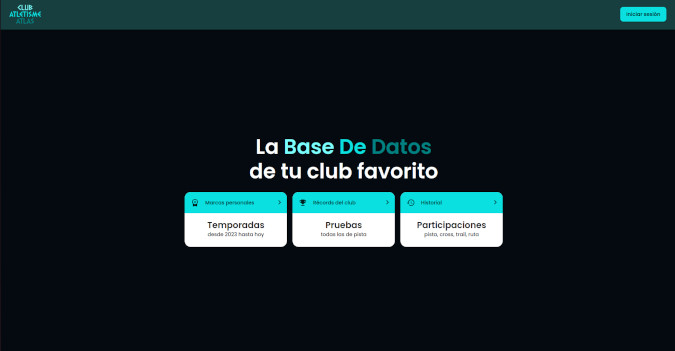 CLUB
ATLETISME
ATLAS
Iniciar sesión
La Base De Datos
de tu club favorito
Marcas personales
Récords del club
Historial
Temporadas
desde 2023 hasta hoy
Pruebas
todas las de pista
Participaciones
pista, cross, trail, ruta